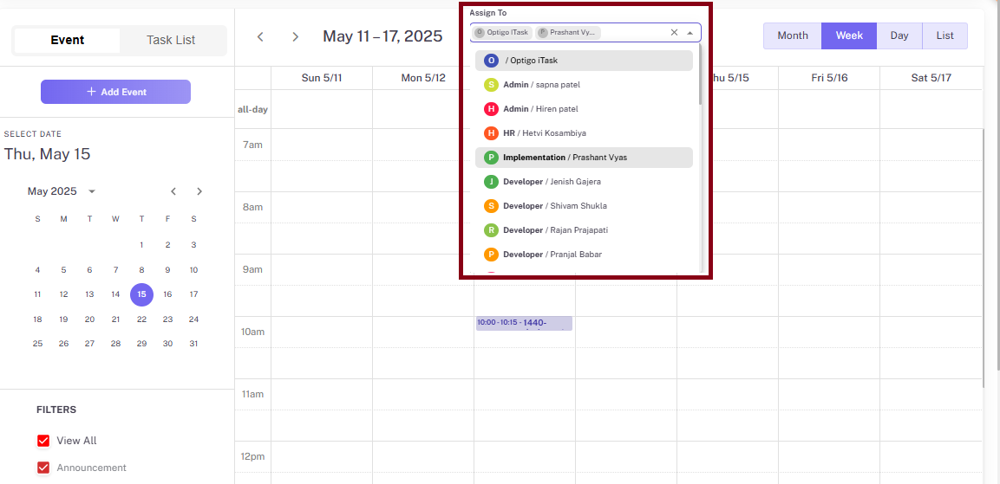 Event
Task List
+ Add Event
SELECT DATE
Thu, May 15
May 2025
S M T W T F S
1 2 3
4 5 6 7 8 9 10
11 12 13 14 15 16 17
18 19 20 21 22 23 24
25 26 27 28 29 30 31
FILTERS
View All
Announcement
May 11 – 17, 2025
Assign To
O Optigo iTask P Prashant Vy...
O / Optigo iTask
S Admin / sapna patel
H Admin / Hiren patel
H HR / Hetvi Kosambiya
P Implementation / Prashant Vyas
J Developer / Jenish Gajera
S Developer / Shivam Shukla
R Developer / Rajan Prajapati
P Developer / Pranjal Babar
Month Week Day List
Sun 5/11 Mon 5/12 5/15 Fri 5/16 Sat 5/17
all-day
7am
8am
9am
10am
10:00 - 10:15 - 1440-
11am
12pm